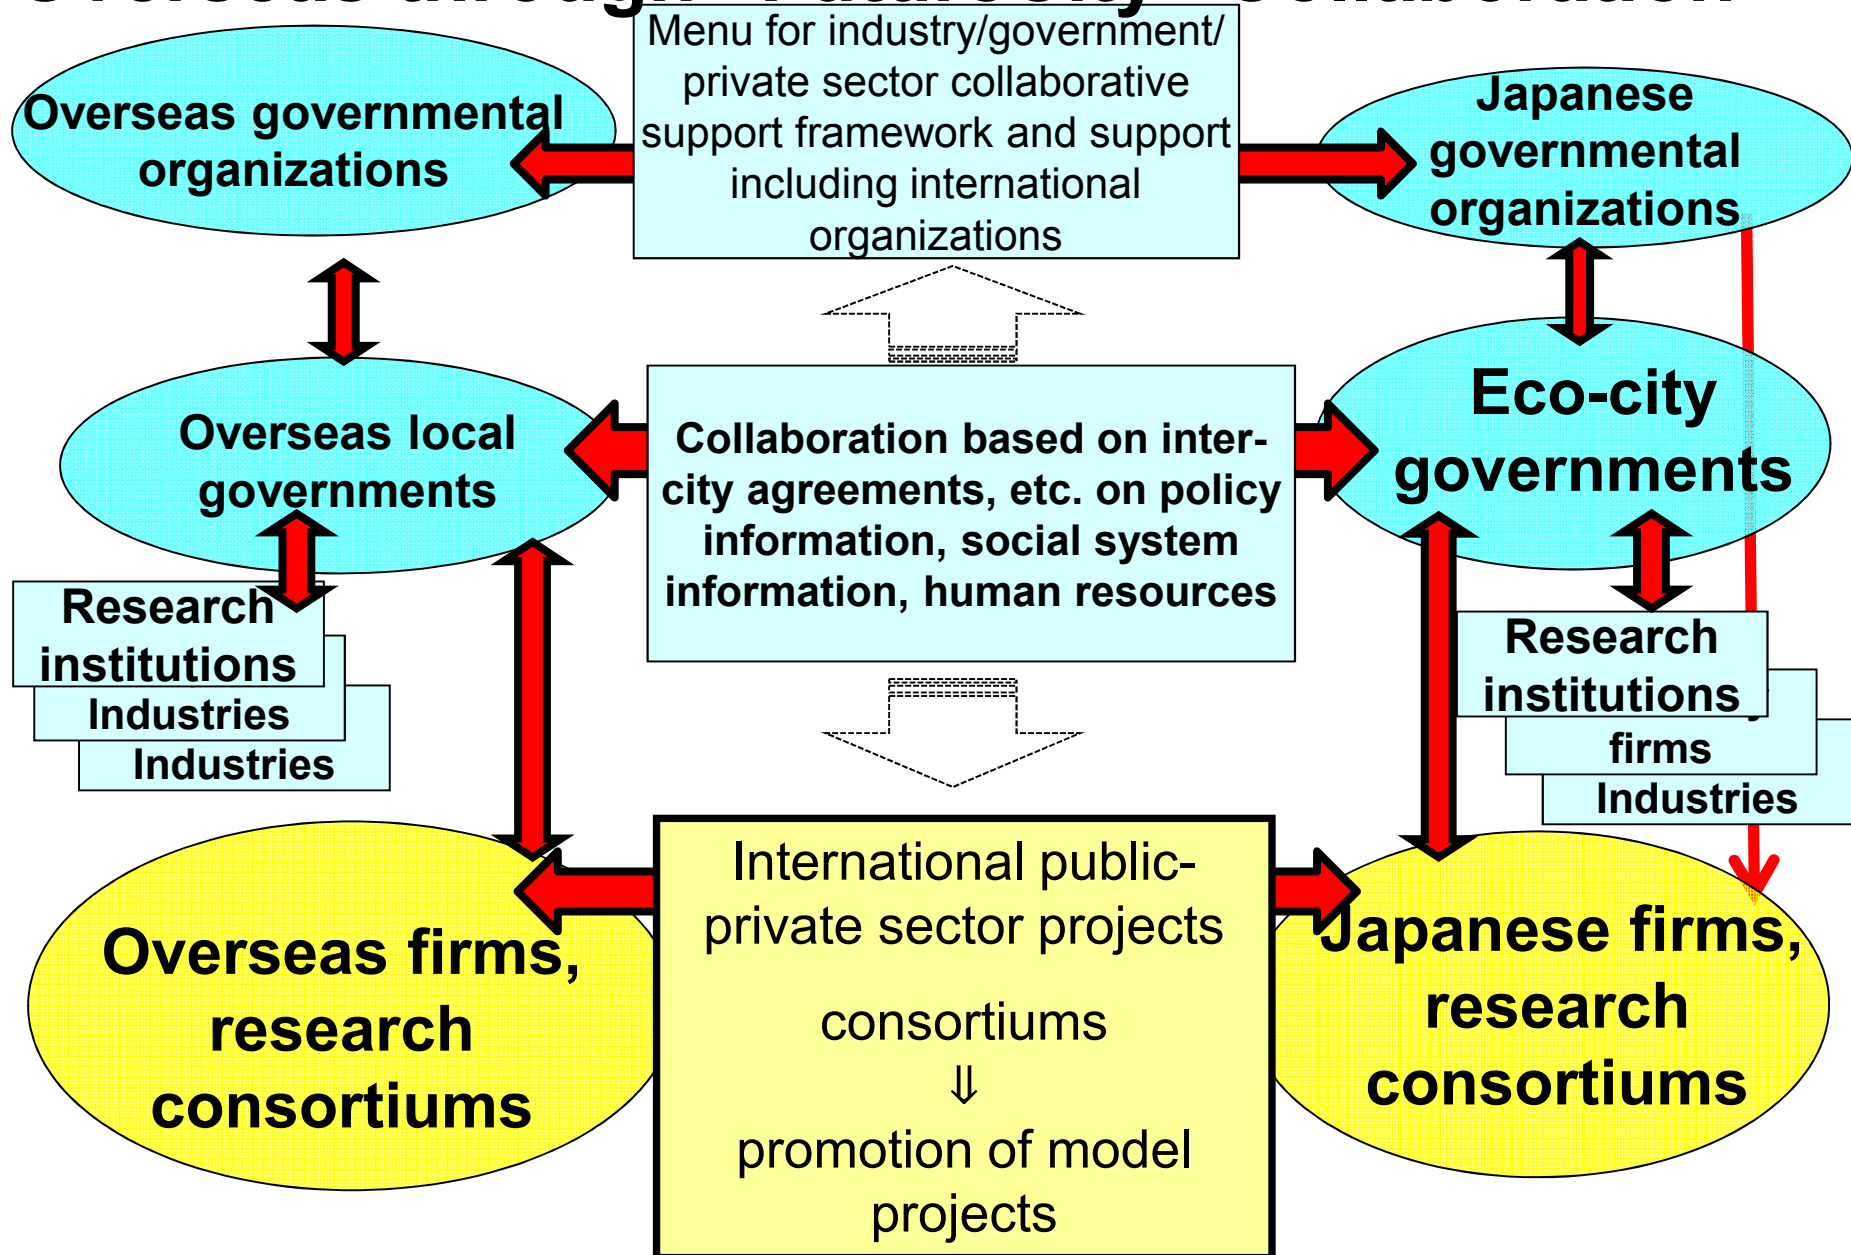 Overseas through
Collaboration
Menu for industry/government/
private sector collaborative
support framework and support
including international
organizations
Overseas governmental
organizations
Japanese
governmental
organizations
Overseas local
governments
Collaboration based on inter-
city agreements, etc. on policy
information, social system
information, human resources
Eco-city
governments
Research
institutions
Industries
Industries
Research
institutions
firms
Industries
Overseas firms,
research
consortiums
International public-
private sector projects
consortiums
⇓
promotion of model
projects
Japanese firms,
research
consortiums